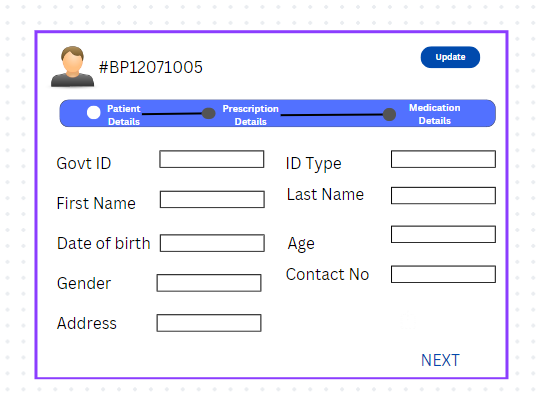 #BP12071005
Update
Patient
Details
Prescription
Details
Medication
Details
Govt ID
ID Type
First Name
Last Name
Date of birth
Age
Gender
Contact No
Address
NEXT